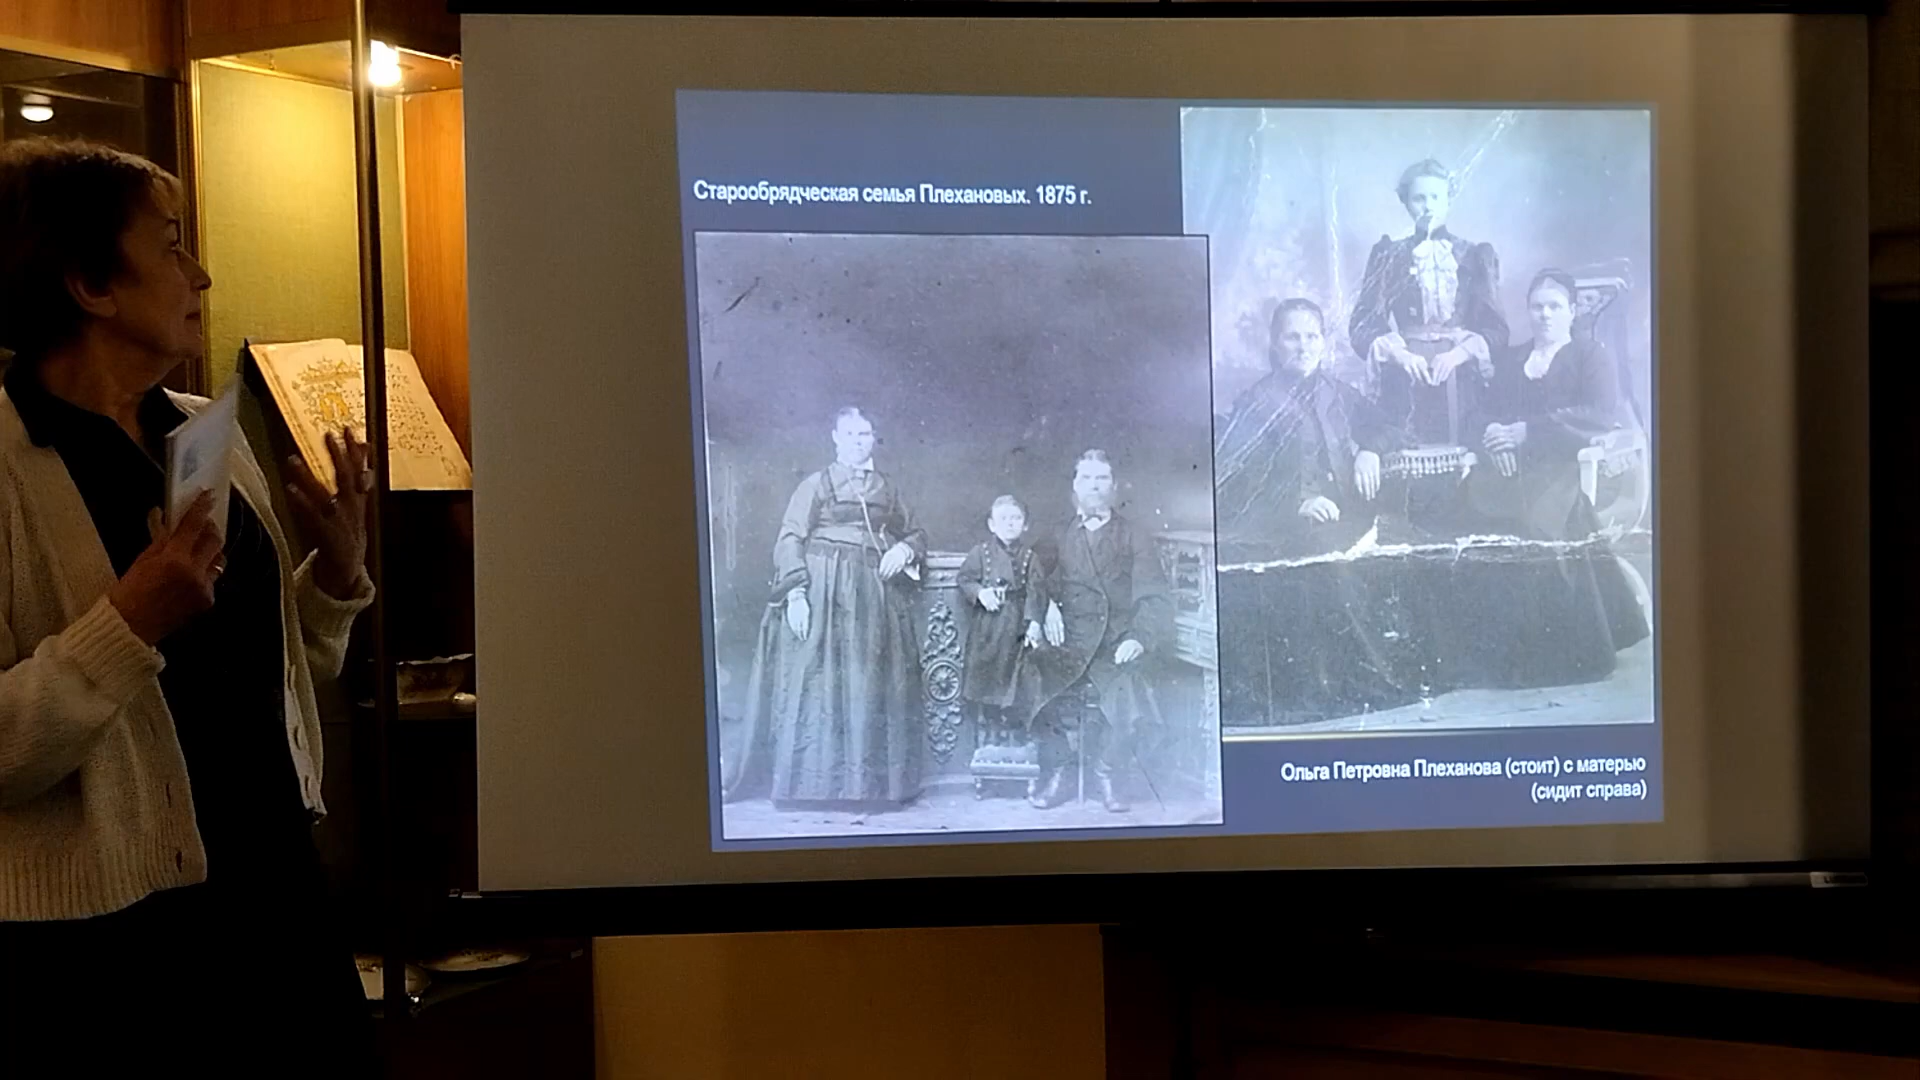 Старообрядческая семья Плехановых. 1875 г.
Ольга Петровна Плеханова (стоит) с матерью
(сидит справа)